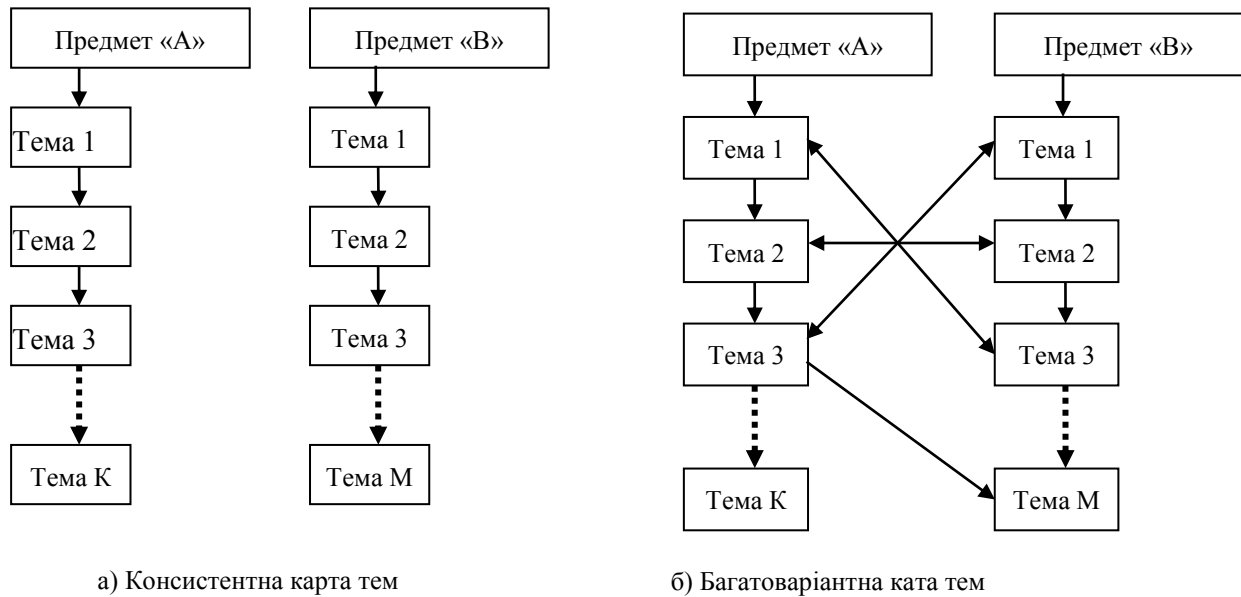 Предмет «А»
Предмет «В»
Тема 1
Тема 1
Тема 2
Тема 2
Тема 3
Тема 3
Тема К
Тема М
а) Консистентна карта тем
Предмет «А»
Предмет «В»
Тема 1
Тема 1
Тема 2
Тема 2
Тема 3
Тема 3
Тема К
Тема М
б) Багатоваріантна ката тем